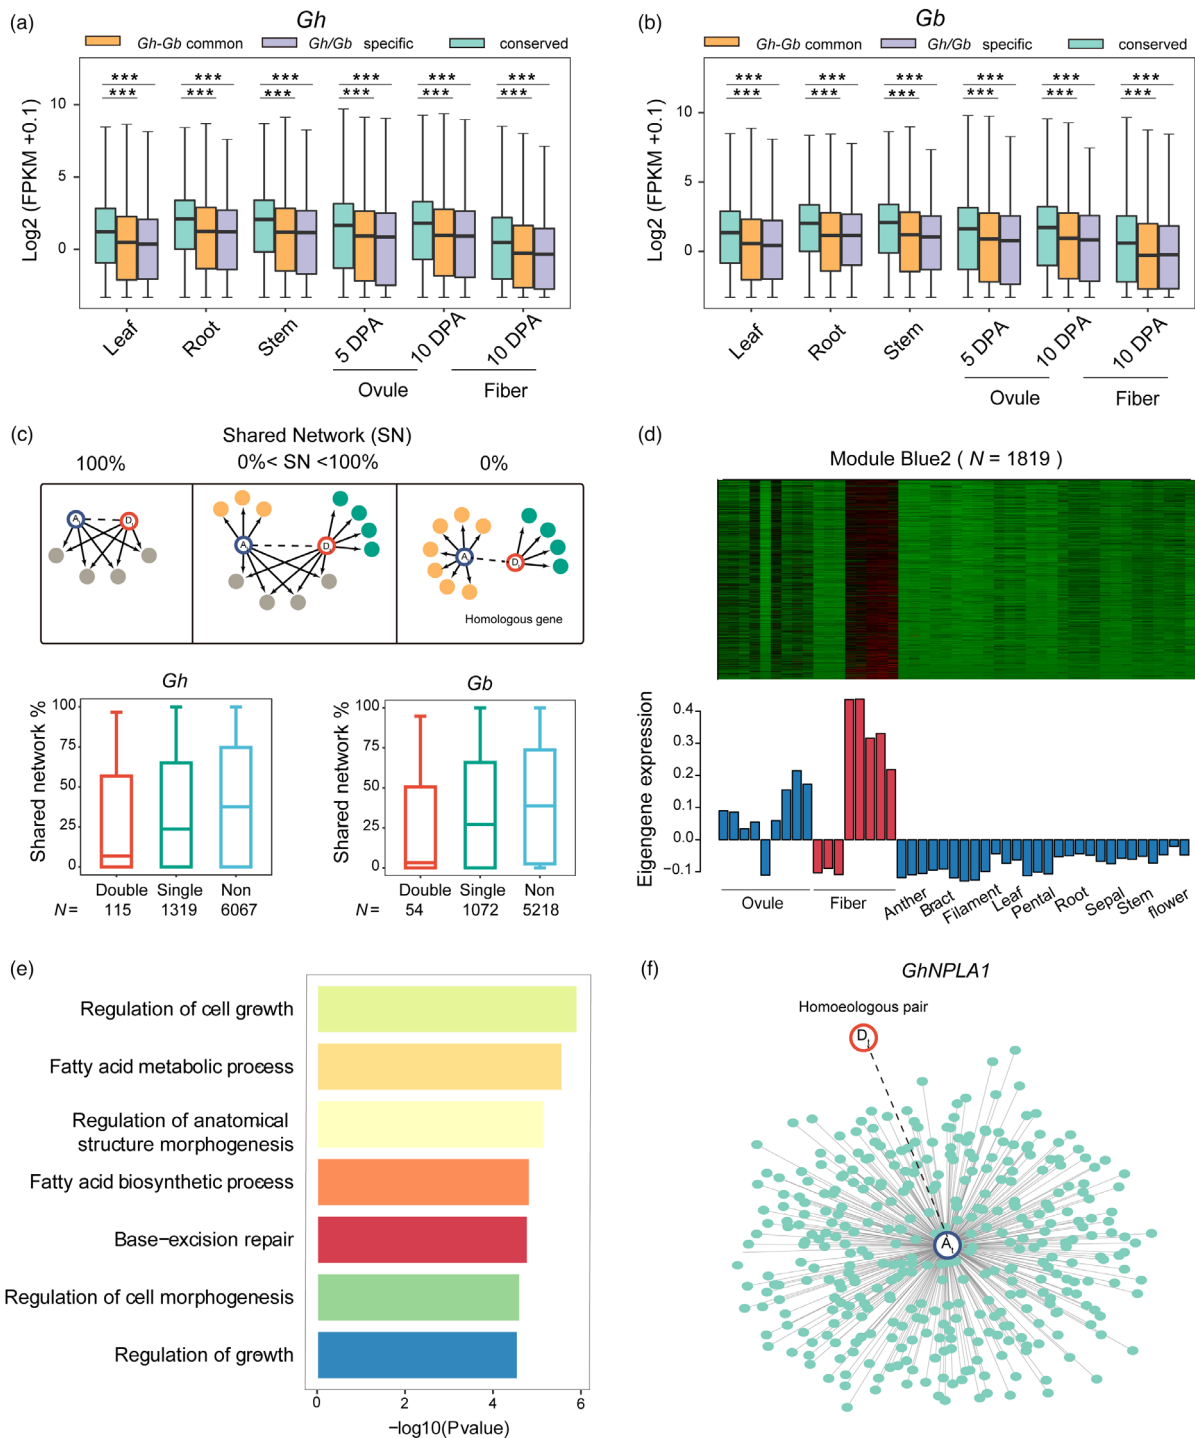 (a)
Gh
Gh-Gb common
Gh/Gb specific
conserved
Log2 (FPKM +0.1)
10
5
0
*** *** *** *** *** ***
*** *** *** *** *** ***
Leaf
Root
Stem
5 DPA
10 DPA
10 DPA
Ovule
Fiber
(b)
Gb
Gh-Gb common
Gh/Gb specific
conserved
Log2 (FPKM +0.1)
10
5
0
*** *** *** *** *** ***
*** *** *** *** *** ***
Leaf
Root
Stem
5 DPA
10 DPA
10 DPA
Ovule
Fiber
(c)
Shared Network (SN)
100%
0%< SN <100%
0%
A
D
A
D
A
D
Homologous gene
Gh
Shared network %
100
75
50
25
0
Double Single Non
N= 115 1319 6067
Gb
Shared network %
100
75
50
25
0
Double Single Non
N= 54 1072 5218
(d)
Module Blue2 ( N = 1819 )
Eigengene expression
0.4
0.3
0.2
0.1
0.0
−0.1
Ovule
Fiber
Anther
Bract
Filament
Leaf
Pental
Root
Sepal
Stem
flower
(e)
Regulation of cell growth
Fatty acid metabolic process
Regulation of anatomical
structure morphogenesis
Fatty acid biosynthetic process
Base−excision repair
Regulation of cell morphogenesis
Regulation of growth
0 2 4 6
−log10(Pvalue)
(f)
GhNPLA1
Homoeologous pair
Dt
At